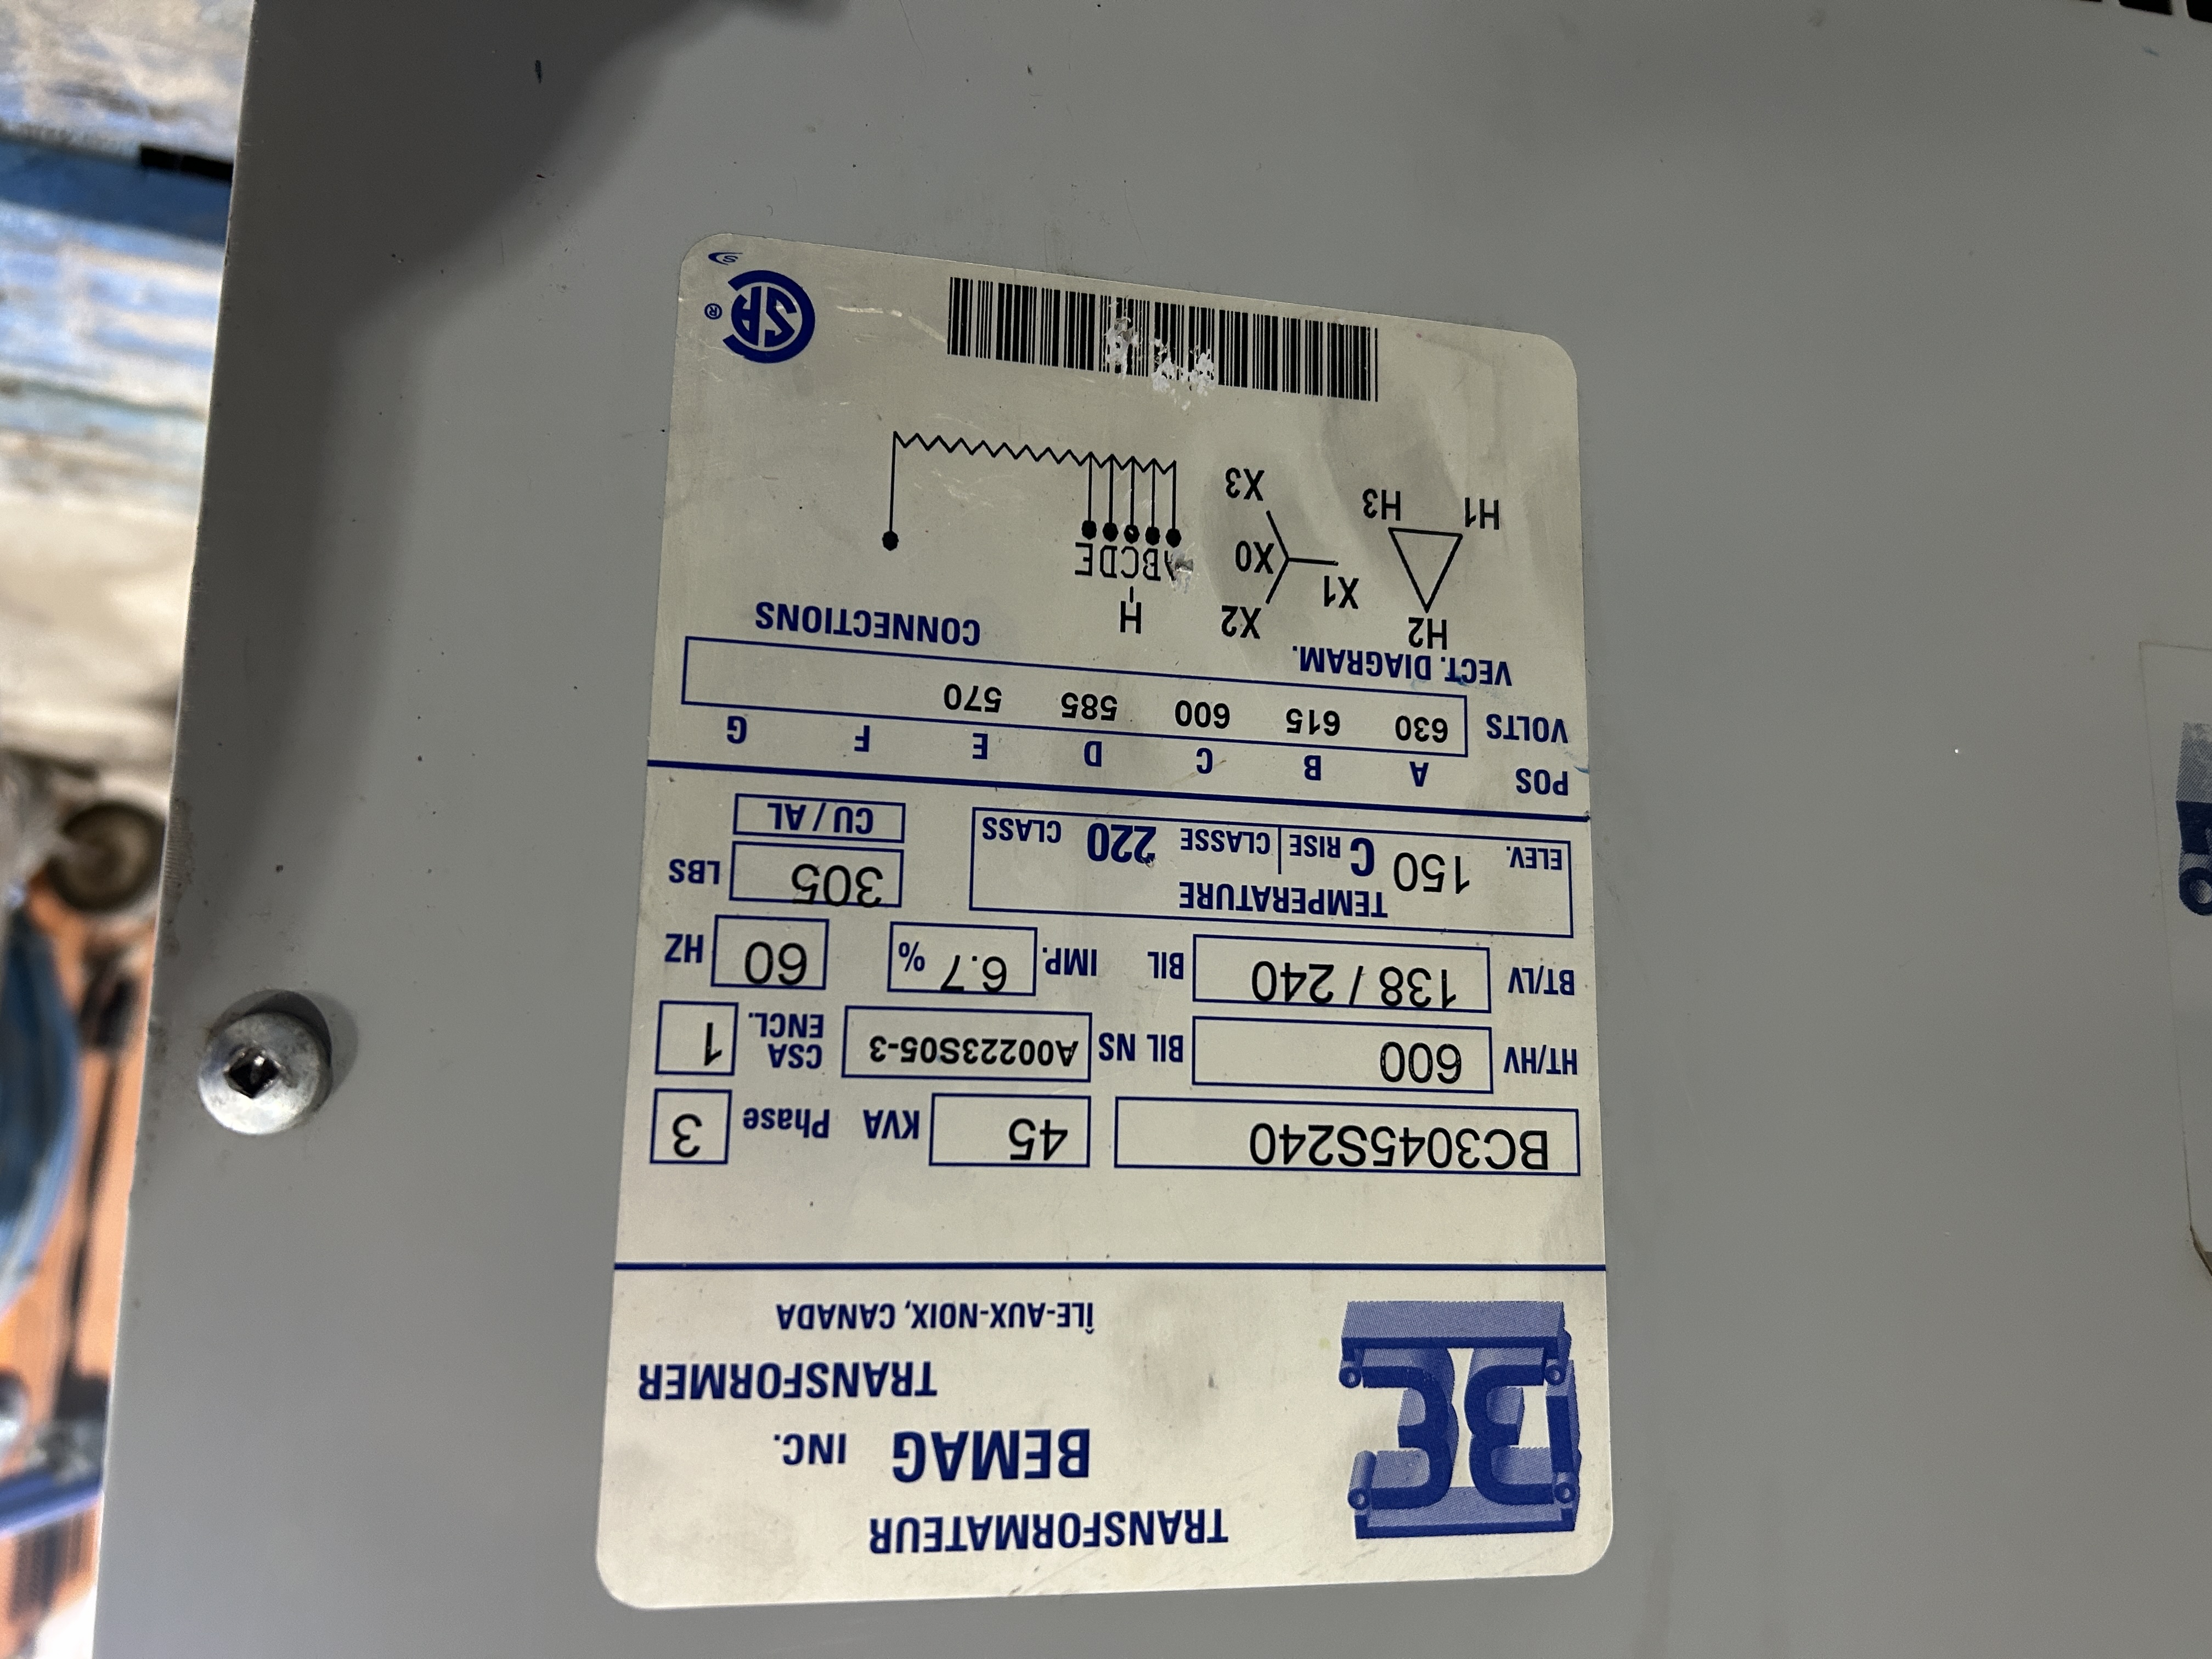 TRANSFORMATEUR
BEMAG INC.
TRANSFORMER
ÎLE-AUX-NOIX, CANADA
BC3045S240 45 KVA Phase 3
HT/HV 600 BIL NS A00223S05-3 CSA ENCL. 1
BT/LV 138 / 240 BIL IMP. 6.7 % 60 HZ
TEMPERATURE
ELEV. 150 C RISE CLASSE 220 CLASS
305 LBS
CU / AL
POS A B C D E F G
VOLTS 630 615 600 585 570
VECT. DIAGRAM. CONNECTIONS
H2
H1 H3
X2
X1 X0
X3
H
ABCDE
SA ®